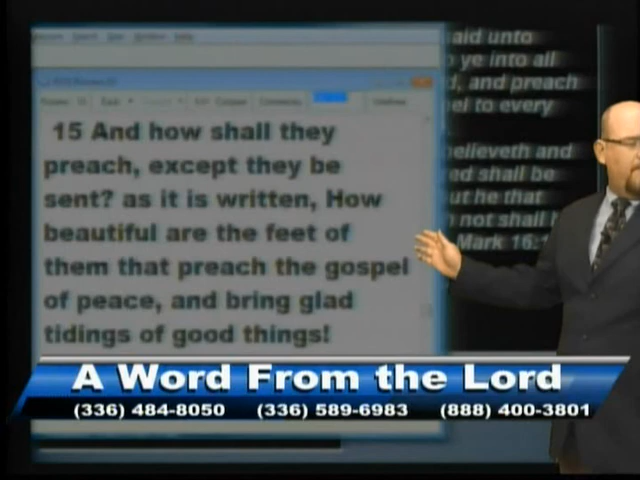 15 And how shall they
preach, except they be
sent? as it is written, How
beautiful are the feet of
them that preach the gospel
of peace, and bring glad
tidings of good things!
aid unto
ye into all
, and preach
el to every
elieveth and
ed shall be
ut he that
not shall
Mark 16:1
A Word From the Lord
(336) 484-8050 (336) 589-6983 (888) 400-3801